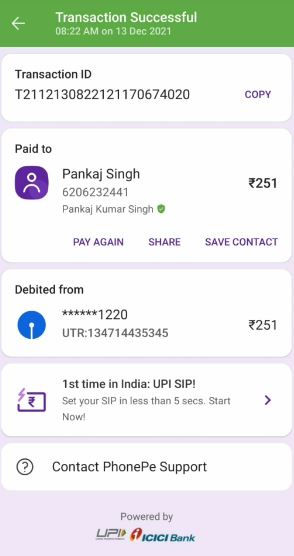 Transaction Successful
08:22 AM on 13 Dec 2021
Transaction ID
T2112130822121170674020
COPY
Paid to
Pankaj Singh
₹251
6206232441
Pankaj Kumar Singh
PAY AGAIN SHARE SAVE CONTACT
Debited from
******1220
₹251
UTR:134714435345
1st time in India: UPI SIP!
Set your SIP in less than 5 secs. Start
Now!
Contact PhonePe Support
Powered by
UPI ICICI Bank